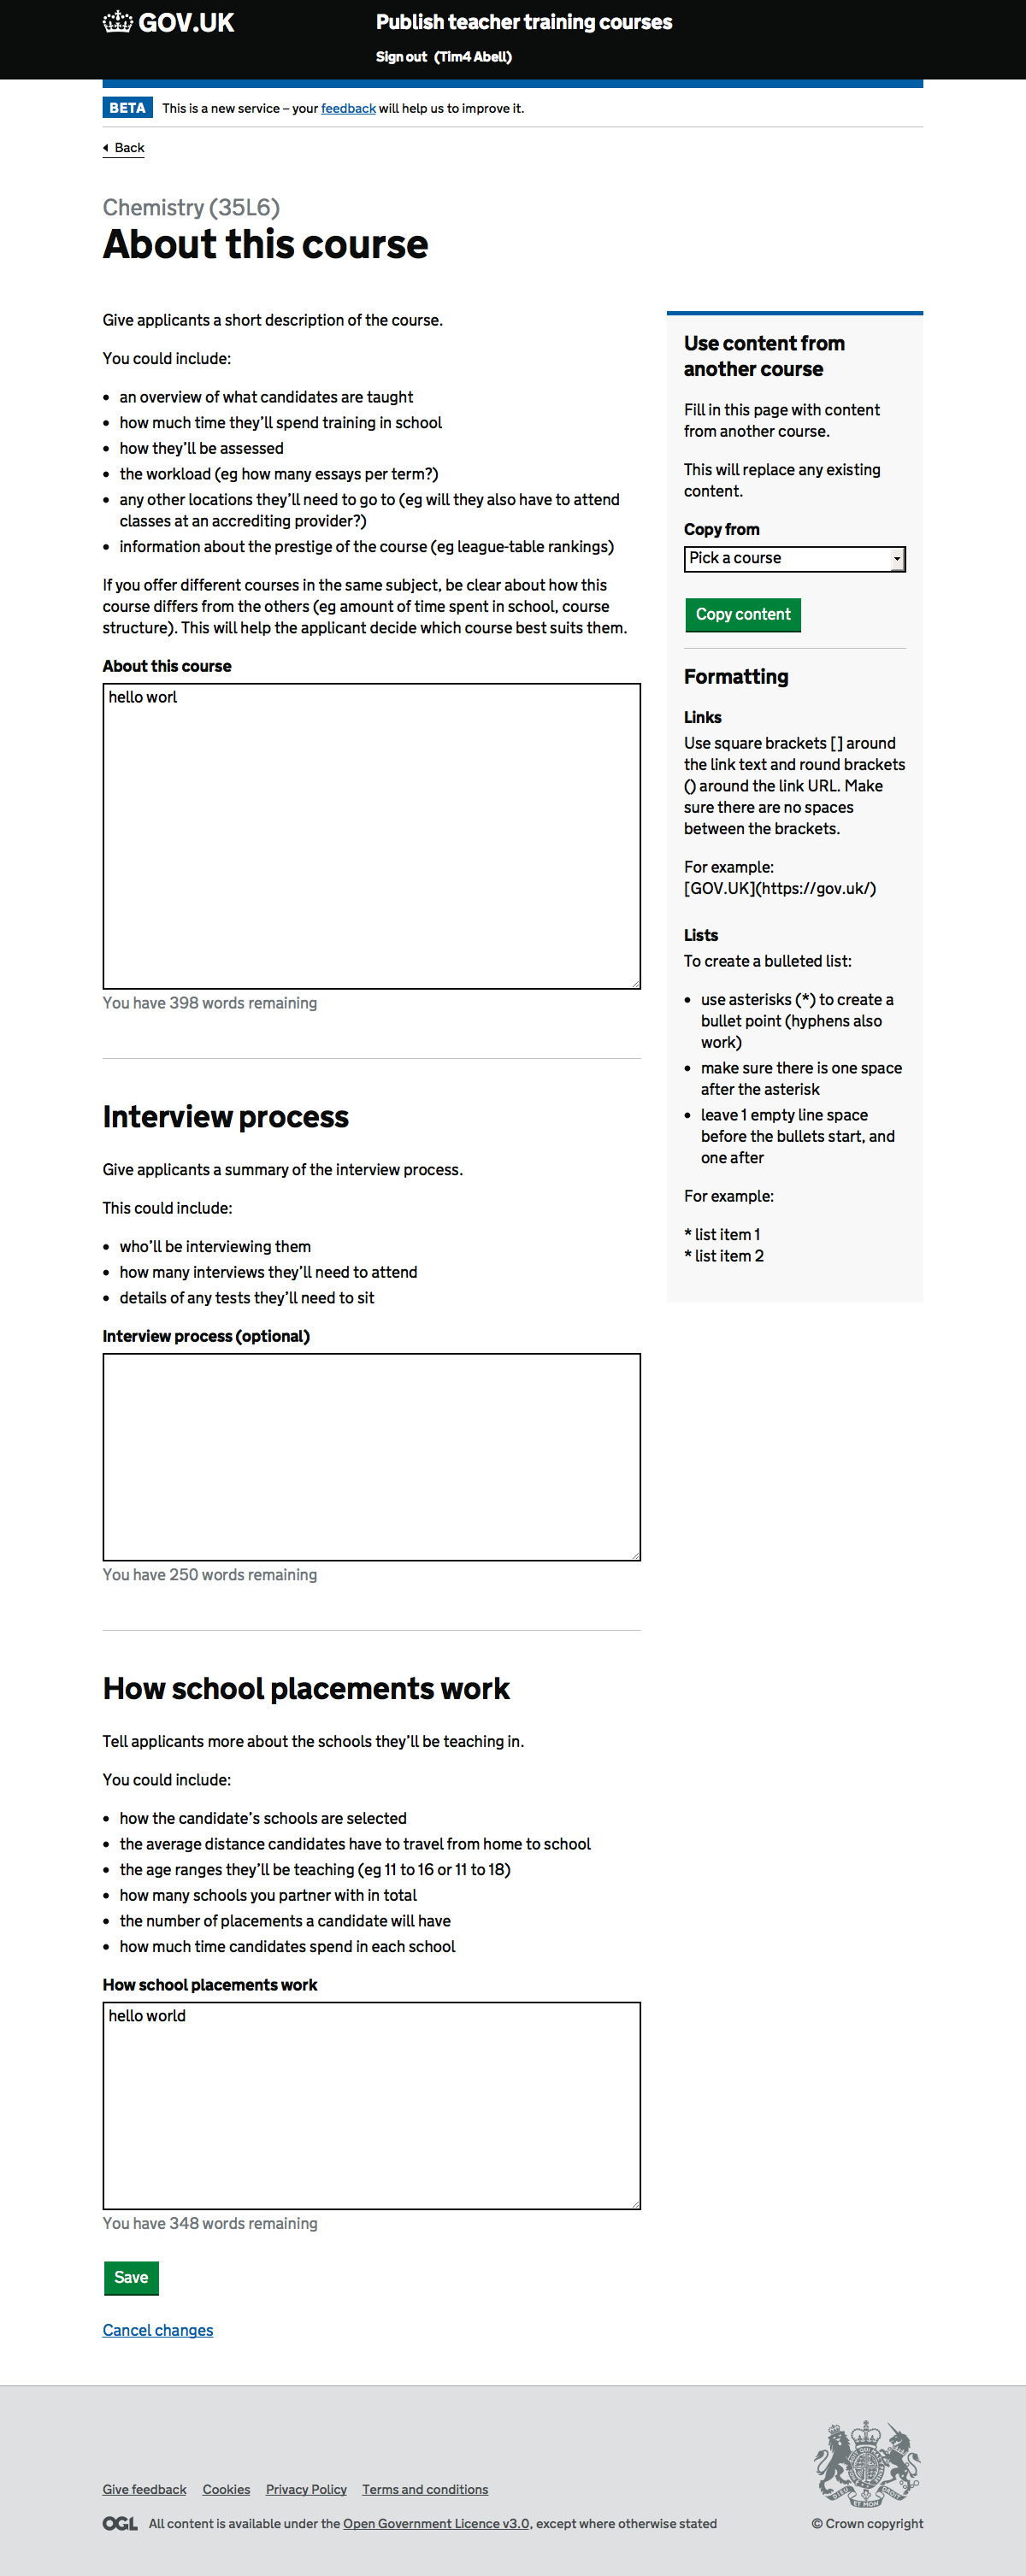 GOV.UK
Publish teacher training courses
Sign out (Tim4 Abell)
BETA This is a new service – your feedback will help us to improve it.
Back
Chemistry (35L6)
About this course
Give applicants a short description of the course.
You could include:
• an overview of what candidates are taught
• how much time they’ll spend training in school
• how they’ll be assessed
• the workload (eg how many essays per term?)
• any other locations they’ll need to go to (eg will they also have to attend
classes at an accrediting provider?)
• information about the prestige of the course (eg league-table rankings)
If you offer different courses in the same subject, be clear about how this
course differs from the others (eg amount of time spent in school, course
structure). This will help the applicant decide which course best suits them.
About this course
hello worl
You have 398 words remaining
Interview process
Give applicants a summary of the interview process.
This could include:
• who’ll be interviewing them
• how many interviews they’ll need to attend
• details of any tests they’ll need to sit
Interview process (optional)
You have 250 words remaining
How school placements work
Tell applicants more about the schools they’ll be teaching in.
You could include:
• how the candidate’s schools are selected
• the average distance candidates have to travel from home to school
• the age ranges they’ll be teaching (eg 11 to 16 or 11 to 18)
• how many schools you partner with in total
• the number of placements a candidate will have
• how much time candidates spend in each school
How school placements work
hello world
You have 348 words remaining
Save
Cancel changes
Use content from
another course
Fill in this page with content
from another course.
This will replace any existing
content.
Copy from
Pick a course
Copy content
Formatting
Links
Use square brackets [] around
the link text and round brackets
() around the link URL. Make
sure there are no spaces
between the brackets.
For example:
[GOV.UK](https://gov.uk/)
Lists
To create a bulleted list:
• use asterisks (*) to create a
bullet point (hyphens also
work)
• make sure there is one space
after the asterisk
• leave 1 empty line space
before the bullets start, and
one after
For example:
* list item 1
* list item 2
Give feedback Cookies Privacy Policy Terms and conditions
OGL All content is available under the Open Government Licence v3.0, except where otherwise stated
DIEU ET MON DROIT
© Crown copyright